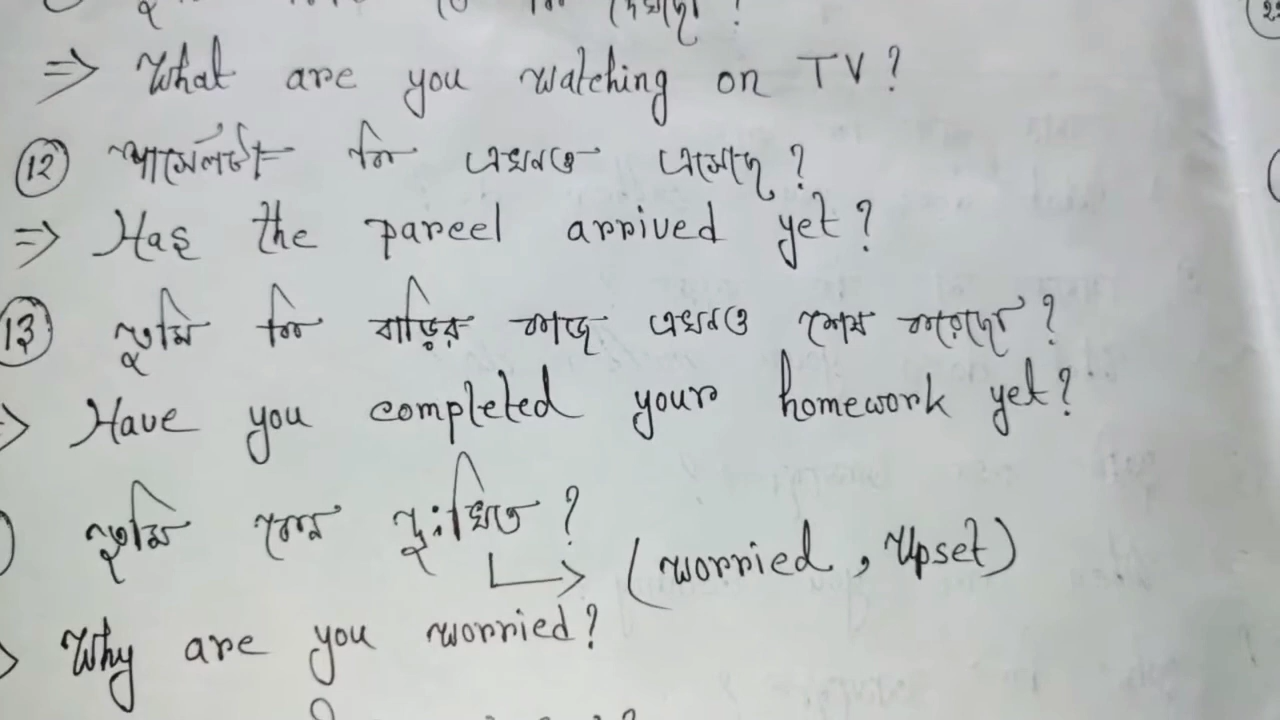 => What are you watching on TV?
12 পার্সেলটা কি এখনও এসেছে?
=> Has the parcel arrived yet?
13 তুমি কি বাড়ির কাজ এখনও শেষ করেছো?
=> Have you completed your homework yet?
তুমি কেন দুঃখিত?
(worried, upset)
Why are you worried?